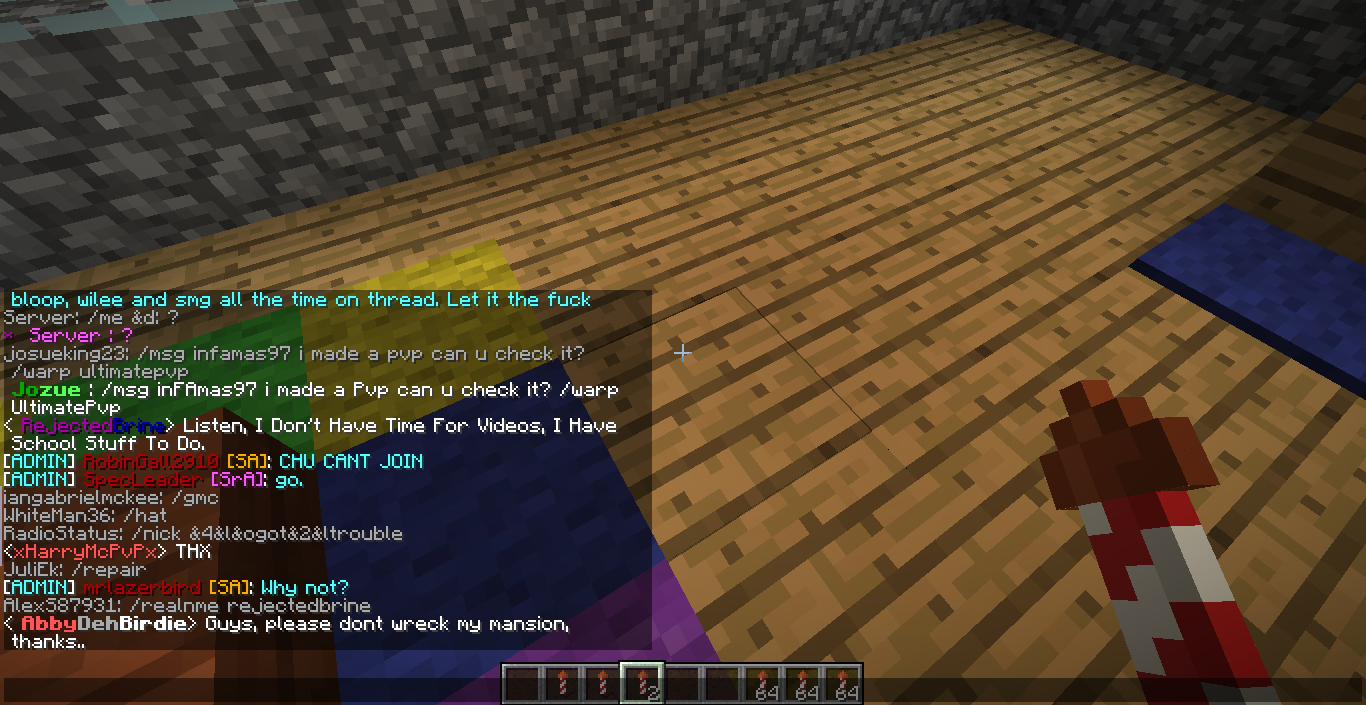 bloop, wilee and smg all the time on thread. Let it the fuck
Server: /me &d: ?
* Server : ?
josueking23: /msg infamas97 i made a pvp can u check it?
/warp ultimatepvp
Jozue : /msg inFAmas97 i made a Pvp can u check it? /warp
UltimatePvp
< RejectedBrine> Listen, I Don't Have Time For Videos, I Have
School Stuff To Do.
[ADMIN] RobinGall2910 [SA]: CHU CANT JOIN
[ADMIN] SpecLeader [SrA]: go.
iangabrielmckee: /gmc
WhiteMan36: /hat
RadioStatus: /nick &4&l&ogot&2&ltrouble
<xHarryMcPvPx> THX
JuliEk: /repair
[ADMIN] mrlazerbird [SA]: Why not?
Alex587931: /realnme rejectedbrine
< AbbyDehBirdie> Guys, please dont wreck my mansion,
thanks..
2 64 64 64